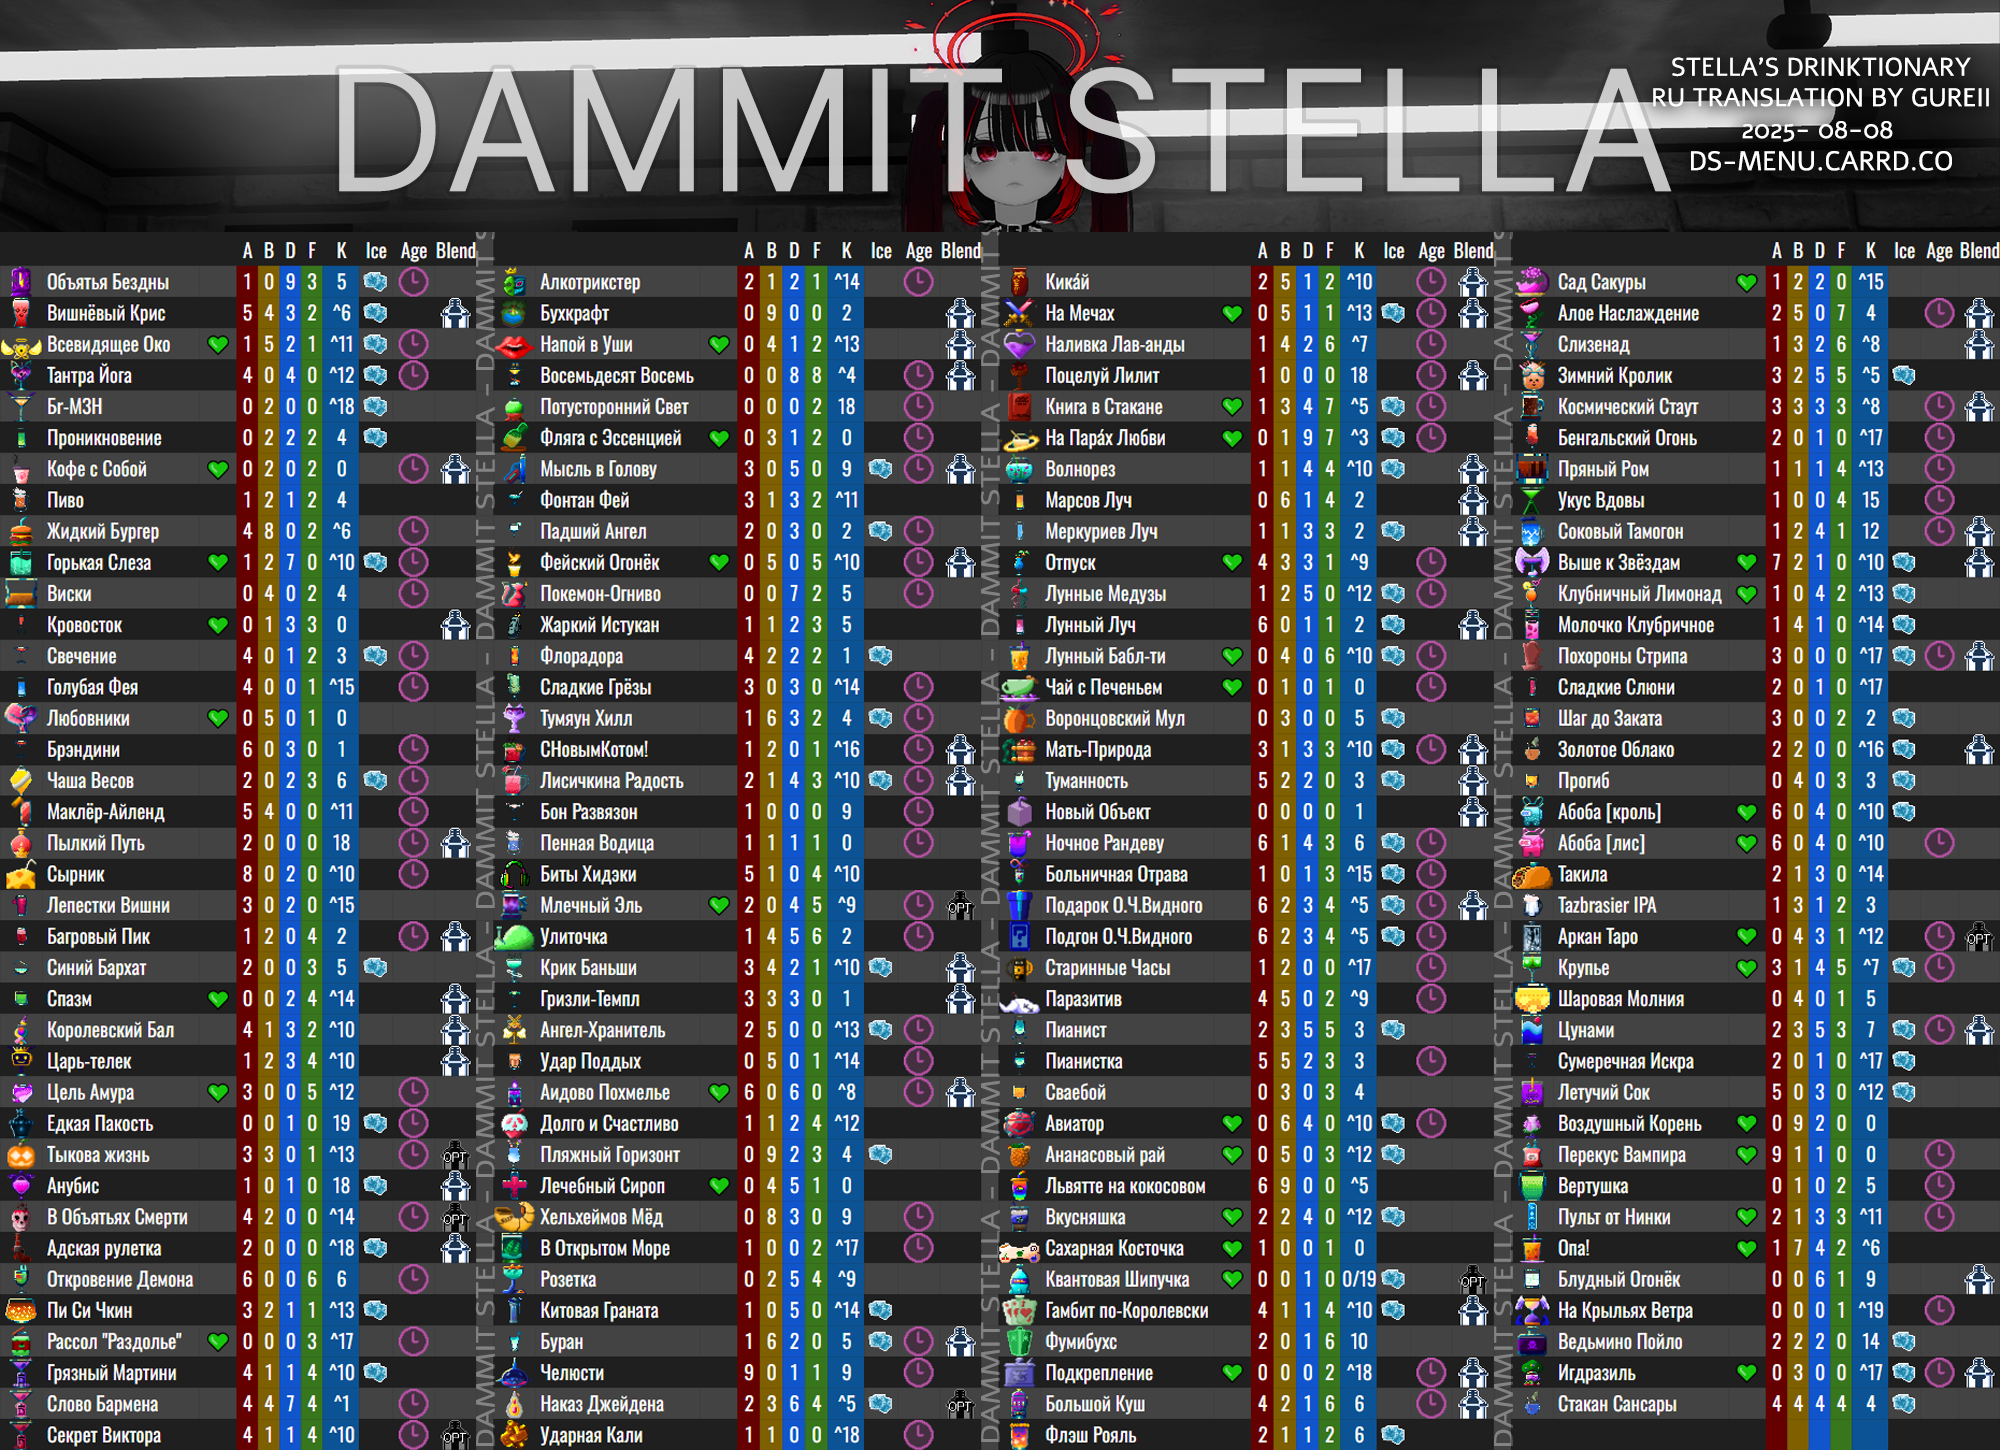 DAMMIT STELLA
STELLA'S DRINKTIONARY
RU TRANSLATION BY GUREII
2025- 08-08
DS-MENU.CARRD.CO
A B D F K Ice Age Blend
Объятья Бездны 1 0 9 3 5
Вишнёвый Крис 5 4 3 2 ^6
Всевидящее Око 1 5 2 1 ^11
Тантра Йога 4 0 4 0 ^12
Br-МЗН 0 2 0 0 ^18
Проникновение 0 2 2 2 4
Кофе с Собой 0 2 0 2 0
Пиво 1 2 1 2 4
Жидкий Бургер 4 8 0 2 ^6
Горькая Слеза 1 2 7 0 ^10
Виски 0 4 0 2 4
Кровосток 0 1 3 3 0
Свечение 4 0 1 2 3
Голубая Фея 4 0 0 1 ^15
Любовники 0 5 0 1 0
Брэндини 6 0 3 0 1
Чаша Весов 2 0 2 3 6
Маклёр-Айленд 5 4 0 0 ^11
Пылкий Путь 2 0 0 0 18
Сырник 8 0 2 0 ^10
Лепестки Вишни 3 0 2 0 ^15
Багровый Пик 1 2 0 4 2
Синий Бархат 2 0 0 3 5
Спазм 0 0 2 4 ^14
Королевский Бал 4 1 3 2 ^10
Царь-телек 1 2 3 4 ^10
Цель Амура 3 0 0 5 ^12
Едкая Пакость 0 0 1 0 19
Тыкова жизнь 3 3 0 1 ^13 OPT
Анубис 1 0 1 0 18
В Объятьях Смерти 4 2 0 0 ^14 OPT
Адская рулетка 2 0 0 0 ^18
Откровение Демона 6 0 0 6 6
Пи Си Чкин 3 2 1 1 ^13
Рассол "Раздолье" 0 0 0 3 ^17
Грязный Мартини 4 1 1 4 ^10
Слово Бармена 4 4 7 4 ^1
Секрет Виктора 4 1 1 4 ^10 OPT
A B D F K Ice Age Blend
Алкотрикстер 2 1 2 1 ^14
Бухкрафт 0 9 0 0 2
Напой в Уши 0 4 1 2 ^13
Восемьдесят Восемь 0 0 8 8 ^4
Потусторонний Свет 0 0 0 2 18
Фляга с Эссенцией 0 3 1 2 0
Мысль в Голову 3 0 5 0 9
Фонтан Фей 3 1 3 2 ^11
Падший Ангел 2 0 3 0 2
Фейский Огонёк 0 5 0 5 ^10
Покемон-Огниво 0 0 7 2 5
Жаркий Истукан 1 1 2 3 5
Флорадора 4 2 2 2 1
Сладкие Грёзы 3 0 3 0 ^14
Тумяун Хилл 1 6 3 2 4
СНовымКотом! 1 2 0 1 ^16
Лисичкина Радость 2 1 4 3 ^10
Бон Развязон 1 0 0 0 9
Пенная Водица 1 1 1 1 0
Биты Хидэки 5 1 0 4 ^10
Млечный Эль 2 0 4 5 ^9 OPT
Улиточка 1 4 5 6 2
Крик Баньши 3 4 2 1 ^10
Гризли-Темпл 3 3 3 0 1
Ангел-Хранитель 2 5 0 0 ^13
Удар Поддых 0 5 0 1 ^14
Аидово Похмелье 6 0 6 0 ^8
Долго и Счастливо 1 1 2 4 ^12
Пляжный Горизонт 0 9 2 3 4
Лечебный Сироп 0 4 5 1 0
Хельхеймов Мёд 0 8 3 0 9
В Открытом Море 1 0 0 2 ^17
Розетка 0 2 5 4 ^9
Китовая Граната 1 0 5 0 ^14
Буран 1 6 2 0 5
Челюсти 9 0 1 1 9
Наказ Джейдена 2 3 6 4 ^5 OPT
Ударная Кали 1 1 0 0 ^18
A B D F K Ice Age Blend
Кикáй 2 5 1 2 ^10
На Мечах 0 5 1 1 ^13
Наливка Лав-анды 1 4 2 6 ^7
Поцелуй Лилит 1 0 0 0 18
Книга в Стакане 1 3 4 7 ^5
На Парáх Любви 0 1 9 7 ^3
Волнорез 1 1 4 4 ^10
Марсов Луч 0 6 1 4 2
Меркуриев Луч 1 1 3 3 2
Отпуск 4 3 3 1 ^9
Лунные Медузы 1 2 5 0 ^12
Лунный Луч 6 0 1 1 2
Лунный Бабл-ти 0 4 0 6 ^10
Чай с Печеньем 0 1 0 1 0
Воронцовский Мул 0 3 0 0 5
Мать-Природа 3 1 3 3 ^10
Туманность 5 2 2 0 3
Новый Объект 0 0 0 0 1
Ночное Рандеву 6 1 4 3 6
Больничная Отрава 1 0 1 3 ^15
Подарок О.Ч.Видного 6 2 3 4 ^5
Подгон О.Ч.Видного 6 2 3 4 ^5
Старинные Часы 1 2 0 0 ^17
Паразитив 4 5 0 2 ^9
Пианист 2 3 5 5 3
Пианистка 5 5 2 3 3
Сваебой 0 3 0 3 4
Авиатор 0 6 4 0 ^10
Ананасовый рай 0 5 0 3 ^12
Львятте на кокосовом 6 9 0 0 ^5
Вкусняшка 2 2 4 0 ^12
Сахарная Косточка 1 0 0 1 0
Квантовая Шипучка 0 0 1 0 0/19 OPT
Гамбит по-Королевски 4 1 1 4 ^10
Фумибухс 2 0 1 6 10
Подкрепление 0 0 0 2 ^18
Большой Куш 4 2 1 6 6
Флэш Рояль 2 1 1 2 6
A B D F K Ice Age Blend
Сад Сакуры 1 2 2 0 ^15
Алое Наслаждение 2 5 0 7 4
Слизенад 1 3 2 6 ^8
Зимний Кролик 3 2 5 5 ^5
Космический Стаут 3 3 3 3 ^8
Бенгальский Огонь 2 0 1 0 ^17
Пряный Ром 1 1 1 4 ^13
Укус Вдовы 1 0 0 4 15
Соковый Тамогон 1 2 4 1 12
Выше к Звёздам 7 2 1 0 ^10
Клубничный Лимонад 1 0 4 2 ^13
Молочко Клубричное 1 4 1 0 ^14
Похороны Стрипа 3 0 0 0 ^17
Сладкие Слюни 2 0 1 0 ^17
Шаг до Заката 3 0 0 2 2
Золотое Облако 2 2 0 0 ^16
Прогиб 0 4 0 3 3
Абоба [кроль] 6 0 4 0 ^10
Абоба [лис] 6 0 4 0 ^10
Такила 2 1 3 0 ^14
Tazbrasier IPA 1 3 1 2 3
Аркан Таро 0 4 3 1 ^12 OPT
Крупье 3 1 4 5 ^7
Шаровая Молния 0 4 0 1 5
Цунами 2 3 5 3 7
Сумеречная Искра 2 0 1 0 ^17
Летучий Сок 5 0 3 0 ^12
Воздушный Корень 0 9 2 0 0
Перекус Вампира 9 1 1 0 0
Вертушка 0 1 0 2 5
Пульт от Нинки 2 1 3 3 ^11
Опа! 1 7 4 2 ^6
Блудный Огонёк 0 0 6 1 9
На Крыльях Ветра 0 0 0 1 ^19
Ведьмино Пойло 2 2 2 0 14
Игдразиль 0 3 0 0 ^17
Стакан Сансары 4 4 4 4 4